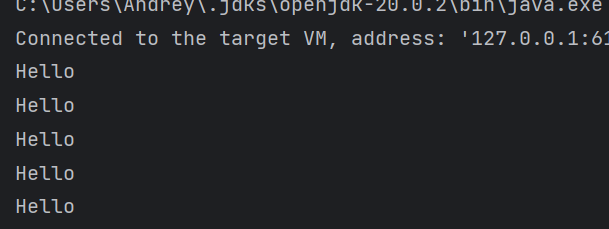 C:\Users\Andrey\.jdks\openjdk-20.0.2\bin\java.exe
Connected to the target VM, address: '127.0.0.1:61
Hello
Hello
Hello
Hello
Hello